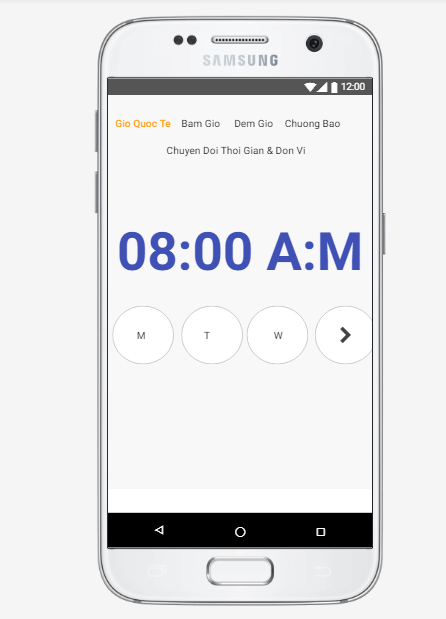 SAMSUNG
12:00
Gio Quoc Te Bam Gio Dem Gio Chuong Bao
Chuyen Doi Thoi Gian & Don Vi
08:00 A:M
M T W